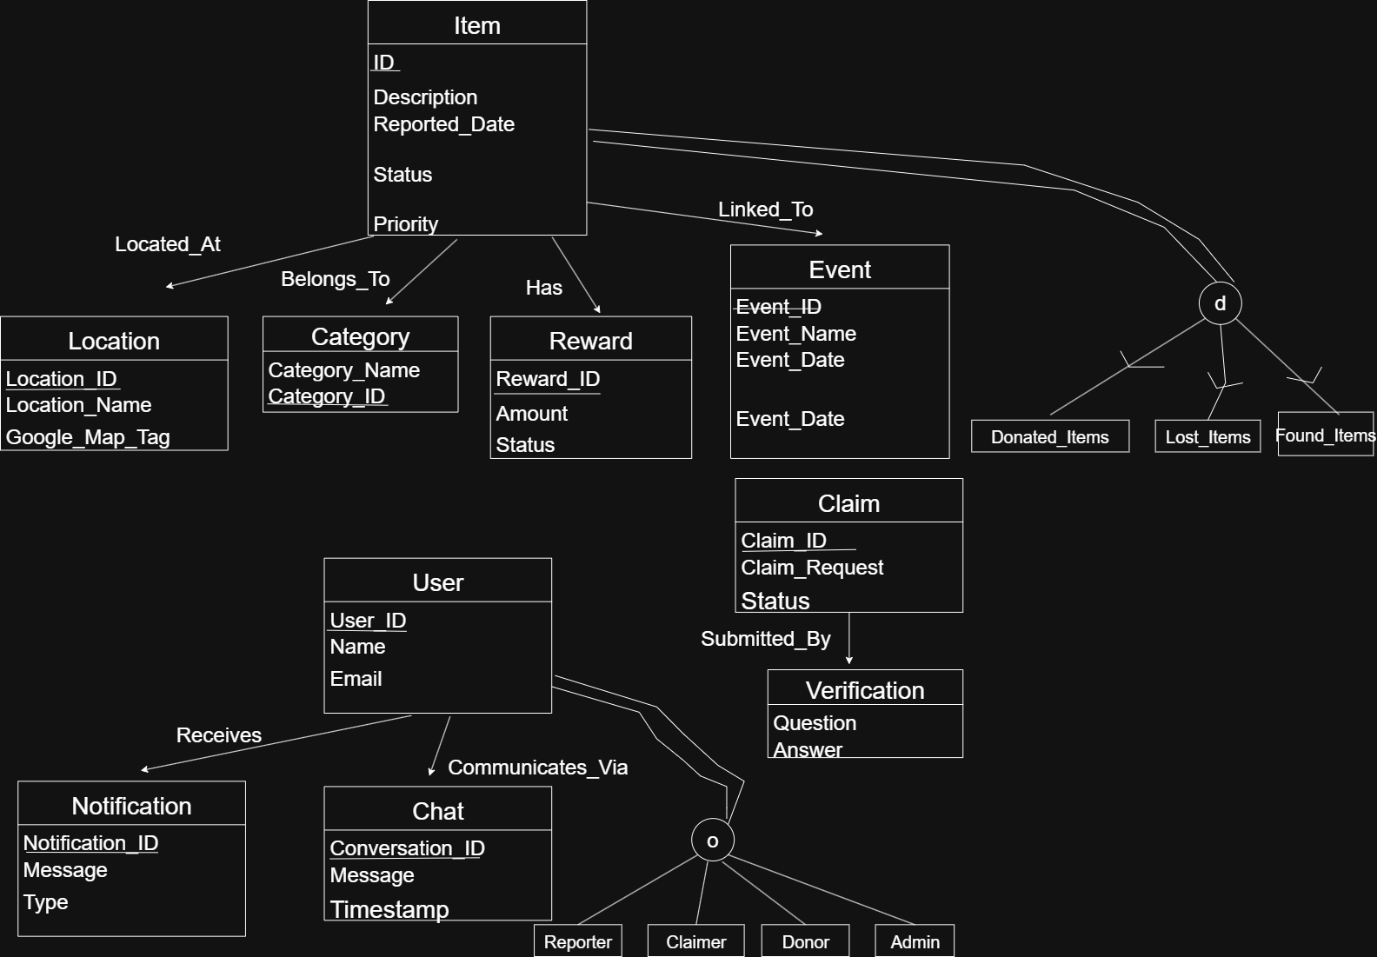 Item
ID
Description
Reported_Date
Status
Priority
Located_At
Belongs_To
Has
Linked_To
Location
Location_ID
Location_Name
Google_Map_Tag
Category
Category_Name
Category_ID
Reward
Reward_ID
Amount
Status
Event
Event_ID
Event_Name
Event_Date
Event_Date
d
Donated_Items
Lost_Items
Found_Items
Claim
Claim_ID
Claim_Request
Status
Submitted_By
Verification
Question
Answer
User
User_ID
Name
Email
Receives
Communicates_Via
Notification
Notification_ID
Message
Type
Chat
Conversation_ID
Message
Timestamp
o
Reporter
Claimer
Donor
Admin